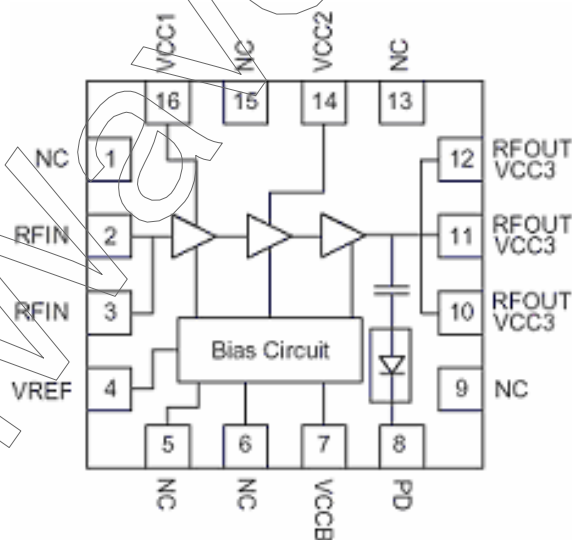 VCC1
NC
VCC2
NC
16
15
14
13
NC
1
12
RFOUT
VCC3
RFIN
2
11
RFOUT
VCC3
RFIN
3
10
RFOUT
VCC3
Bias Circuit
VREF
4
9
NC
5
6
7
8
NC
NC
VCCB
PD